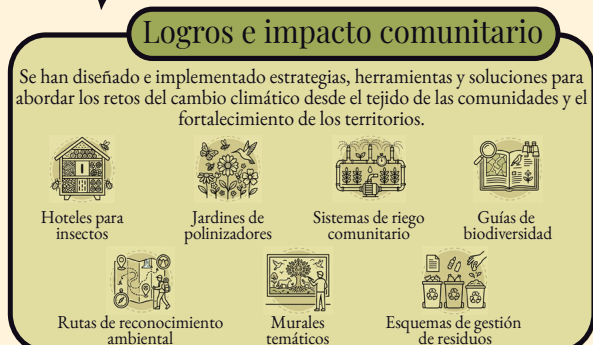 Logros e impacto comunitario
Se han diseñado e implementado estrategias, herramientas y soluciones para
abordar los retos del cambio climático desde el tejido de las comunidades y el
fortalecimiento de los territorios.
Hoteles para
insectos
Jardines de
polinizadores
Sistemas de riego
comunitario
Guías de
biodiversidad
Rutas de reconocimiento
ambiental
Murales
temáticos
Esquemas de gestión
de residuos